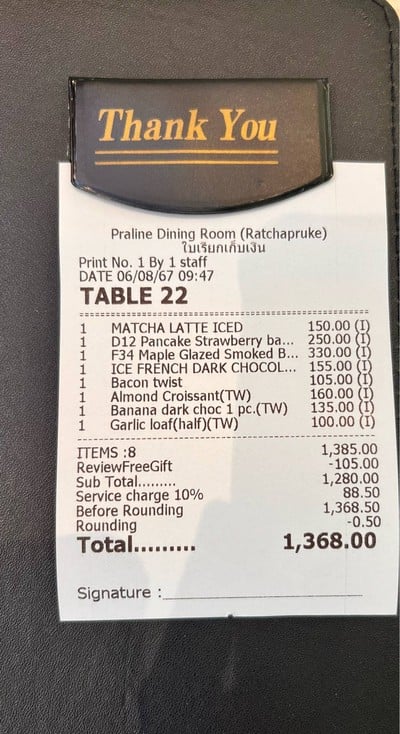 Thank You
Praline Dining Room (Ratchapruke)
ใบเรียกเก็บเงิน
Print No. 1 By 1 staff
DATE 06/08/67 09:47
TABLE 22
1 MATCHA LATTE ICED 150.00 (I)
1 D12 Pancake Strawberry ba... 250.00 (I)
1 F34 Maple Glazed Smoked B... 330.00 (I)
1 ICE FRENCH DARK CHOCOL... 155.00 (I)
1 Bacon twist 105.00 (I)
1 Almond Croissant(TW) 160.00 (I)
1 Banana dark choc 1 pc.(TW) 135.00 (I)
1 Garlic loaf(half)(TW) 100.00 (I)
ITEMS :8 1,385.00
ReviewFreeGift -105.00
Sub Total......... 1,280.00
Service charge 10% 88.50
Before Rounding 1,368.50
Rounding -0.50
Total......... 1,368.00
Signature :